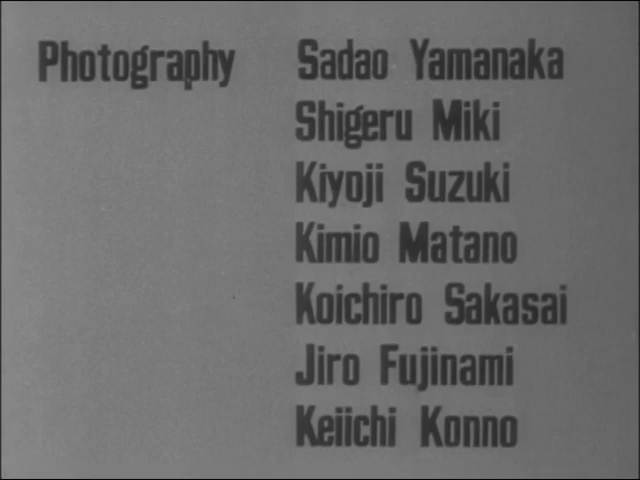 Photography Sadao Yamanaka
Shigeru Miki
Kiyoji Suzuki
Kimio Matano
Koichiro Sakasai
Jiro Fujinami
Keiichi Konno